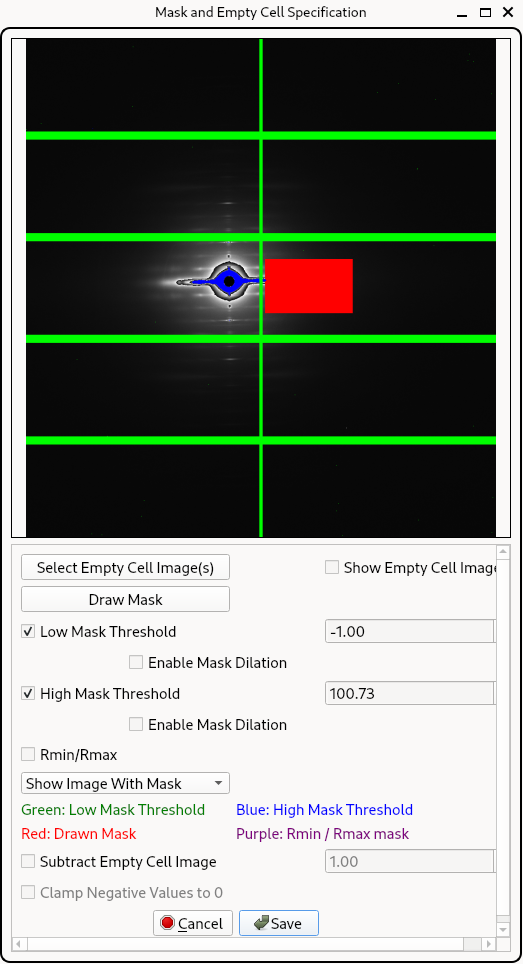 Mask and Empty Cell Specification
Select Empty Cell Image(s)
Show Empty Cell Image
Draw Mask
Low Mask Threshold
-1.00
Enable Mask Dilation
High Mask Threshold
100.73
Enable Mask Dilation
Rmin/Rmax
Show Image With Mask
Green: Low Mask Threshold
Blue: High Mask Threshold
Red: Drawn Mask
Purple: Rmin / Rmax mask
Subtract Empty Cell Image
1.00
Clamp Negative Values to 0
Cancel
Save